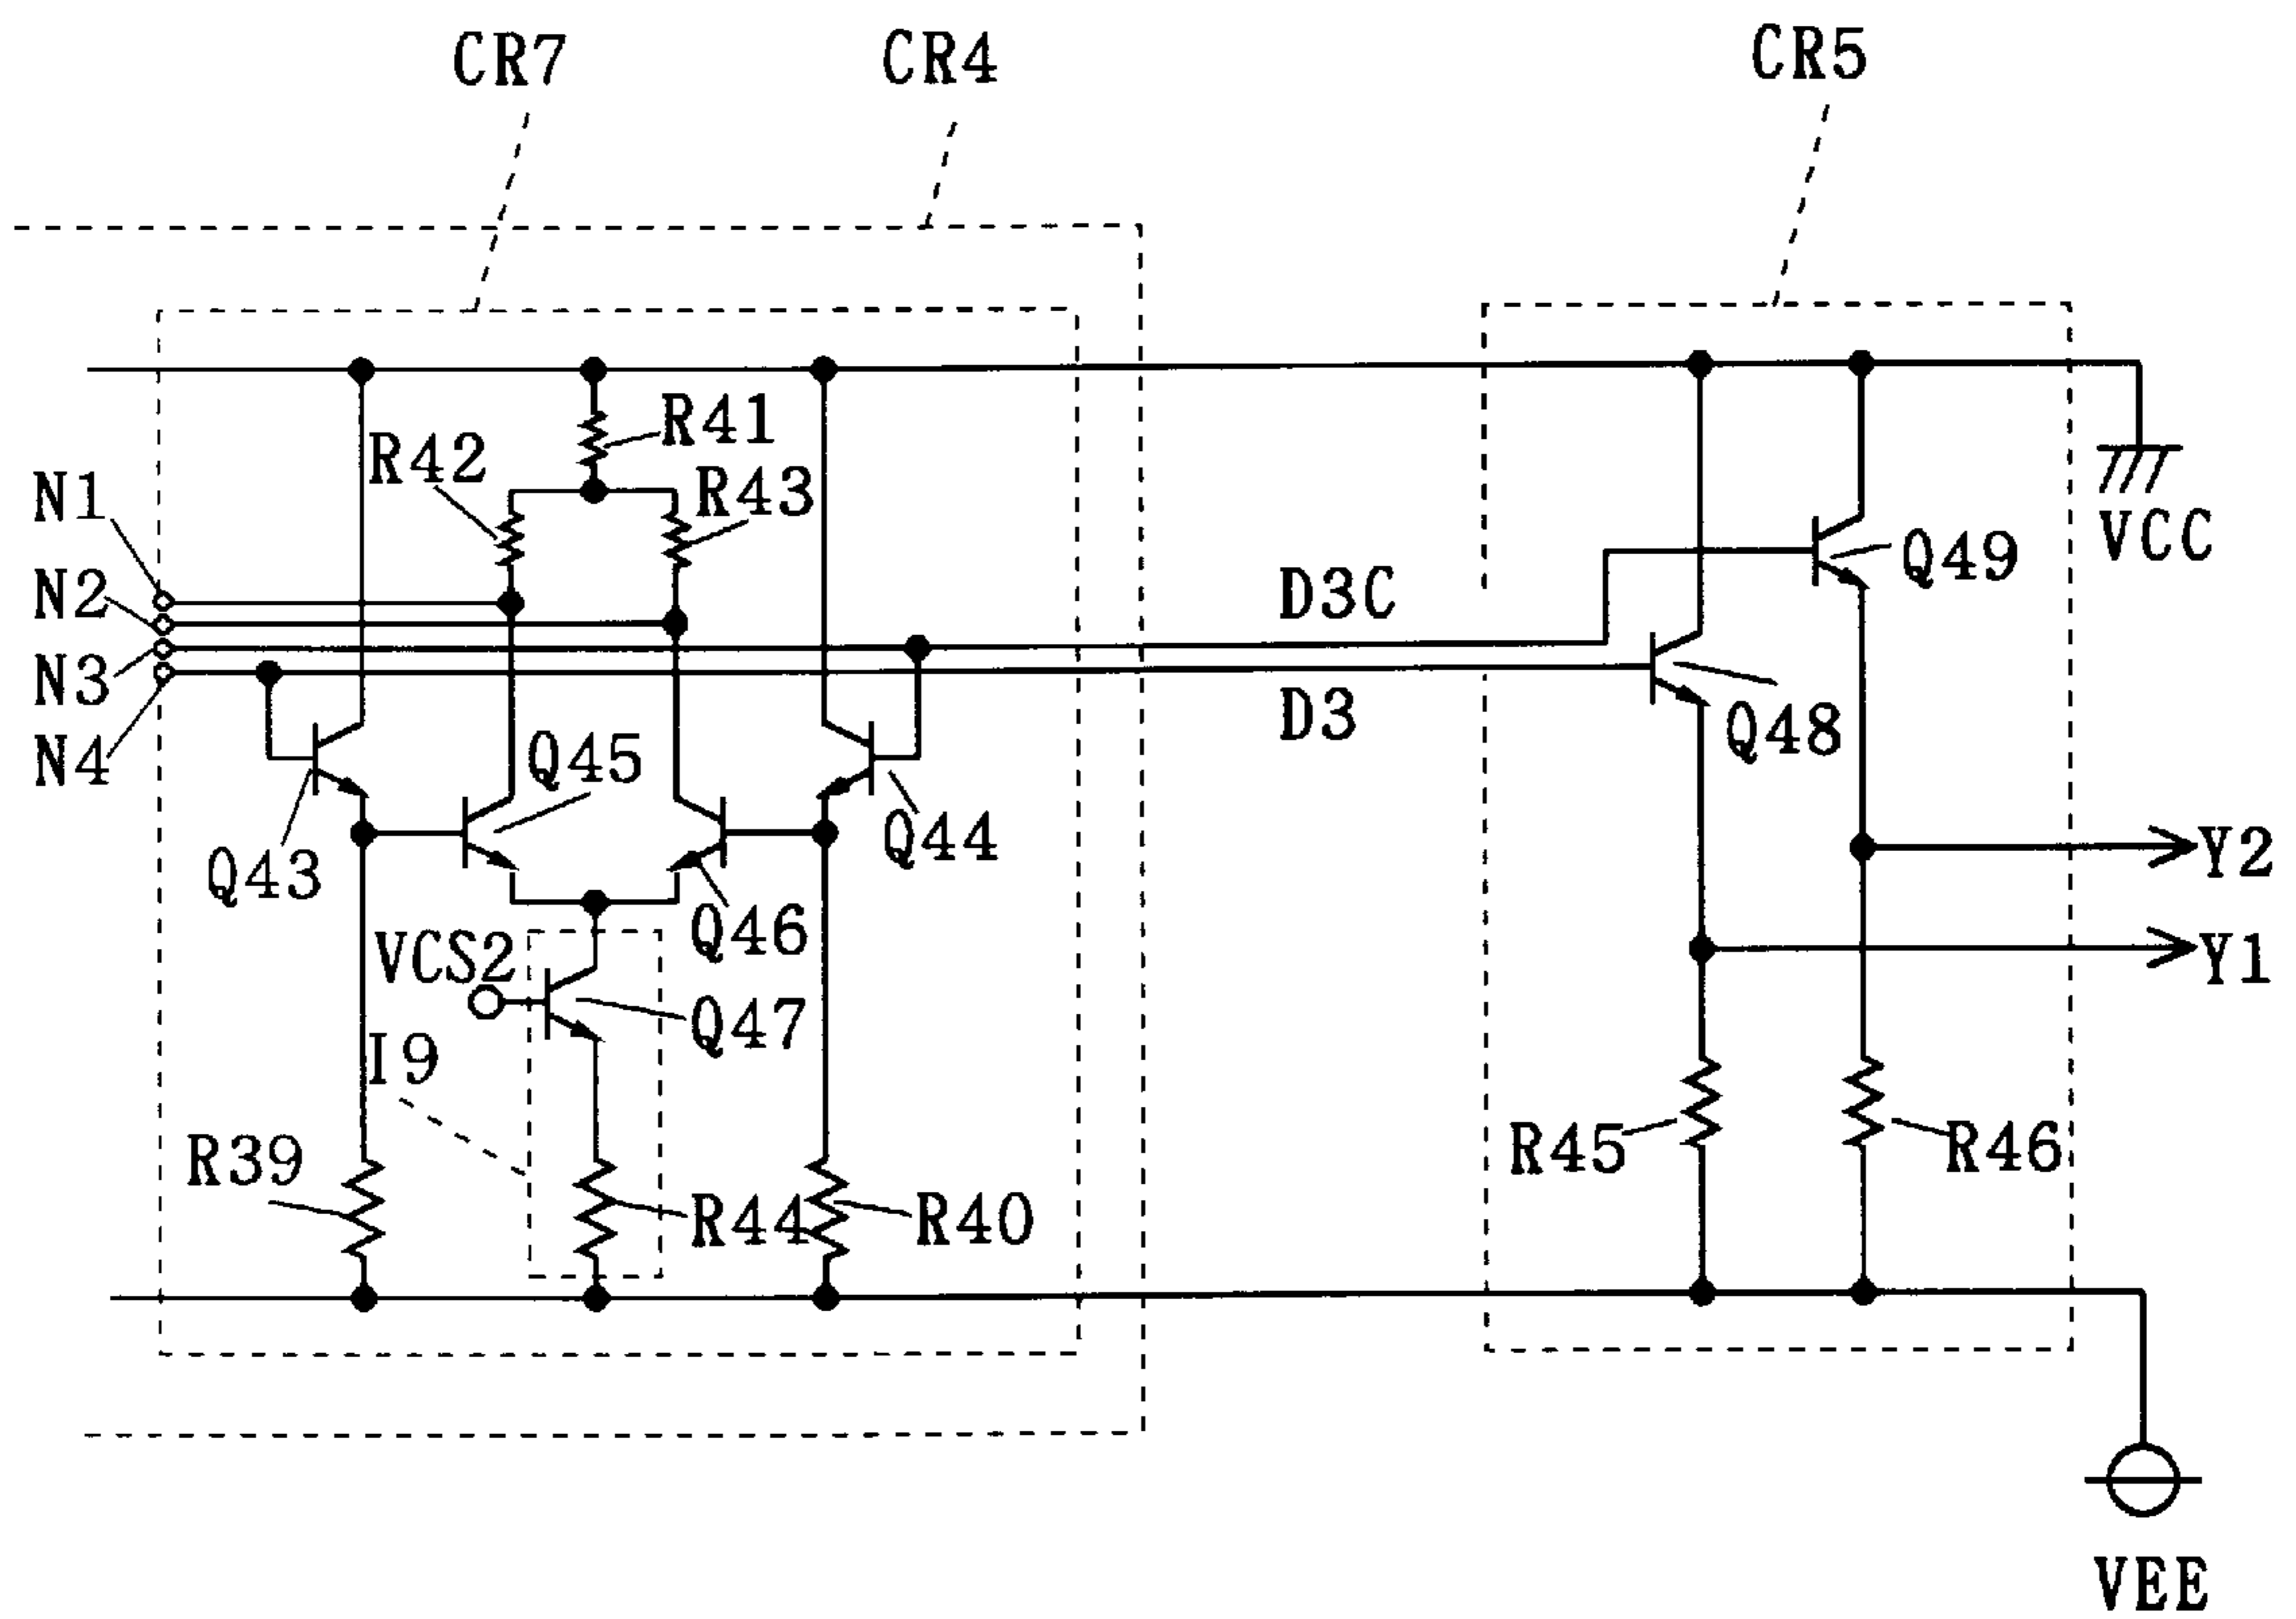 CR7
CR4
CR5
R41
R42
R43
N1
N2
N3
N4
D3C
D3
VCC
Q49
Q48
Q45
Q43
Q44
Q46
VCS2
Q47
I9
Y2
Y1
R39
R44
R40
R45
R46
VEE